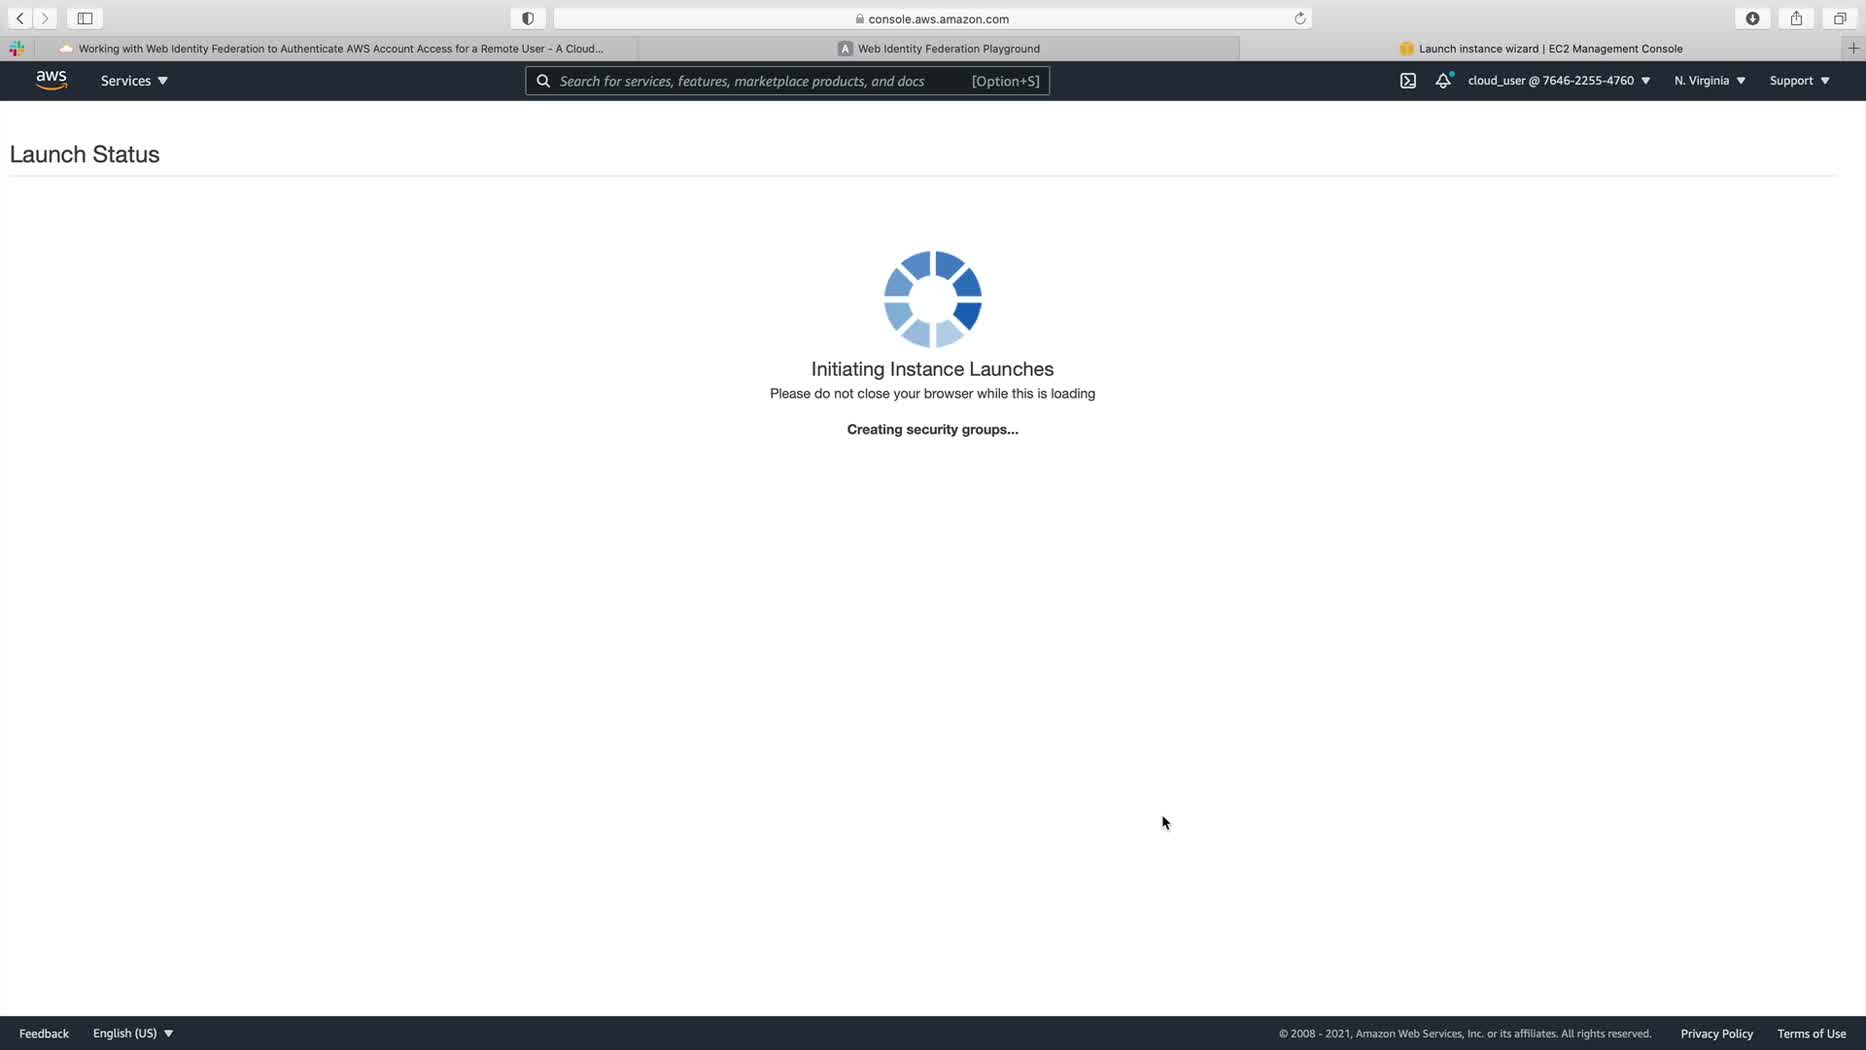 console.aws.amazon.com
Working with Web Identity Federation to Authenticate AWS Account Access for a Remote User - A Cloud...
A Web Identity Federation Playground
Launch instance wizard | EC2 Management Console
aws
Services
Search for services, features, marketplace products, and docs [Option+S]
cloud_user @ 7646-2255-4760
N. Virginia
Support
Launch Status
Initiating Instance Launches
Please do not close your browser while this is loading
Creating security groups...
Feedback
English (US)
© 2008 - 2021, Amazon Web Services, Inc. or its affiliates. All rights reserved.
Privacy Policy
Terms of Use